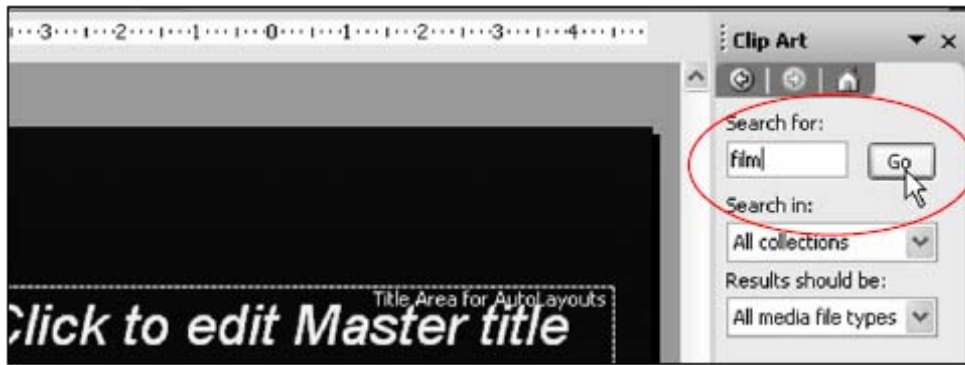 3 2 1 0 1 2 3 4
Clip Art
Search for:
film
Go
Search in:
All collections
Results should be:
All media file types
Title Area for AutoLayouts
Click to edit Master title